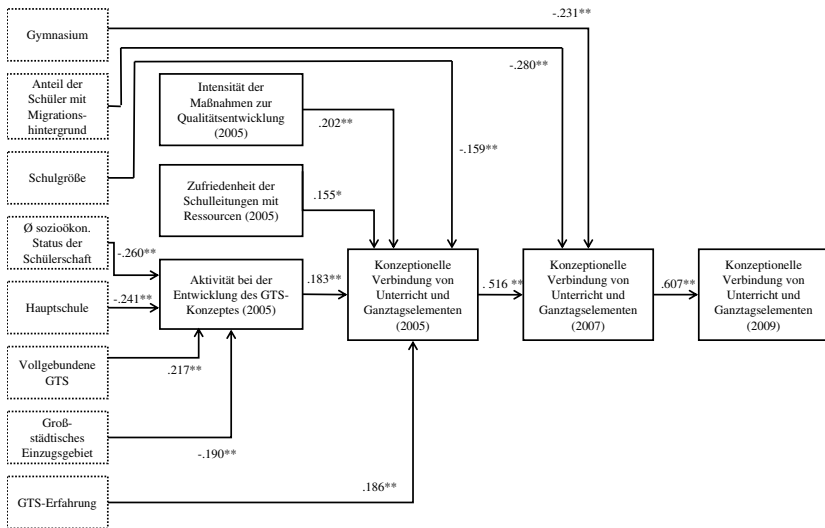 Gymnasium
Anteil der
Schüler mit
Migrations-
hintergrund
Schulgröße
Ø sozioökon.
Status der
Schülerschaft
Hauptschule
Vollgebundene
GTS
Groß-
städtisches
Einzugsgebiet
GTS-Erfahrung
Intensität der
Maßnahmen zur
Qualitätsentwicklung
(2005)
Zufriedenheit der
Schulleitungen mit
Ressourcen (2005)
Aktivität bei der
Entwicklung des GTS-
Konzeptes (2005)
Konzeptionelle
Verbindung von
Unterricht und
Ganztagselementen
(2005)
Konzeptionelle
Verbindung von
Unterricht und
Ganztagselementen
(2007)
Konzeptionelle
Verbindung von
Unterricht und
Ganztagselementen
(2009)
-.231**
-.280**
.202**
-.159**
.155*
-.260**
.183**
. 516 **
.607**
-.241**
.217**
-.190**
.186**